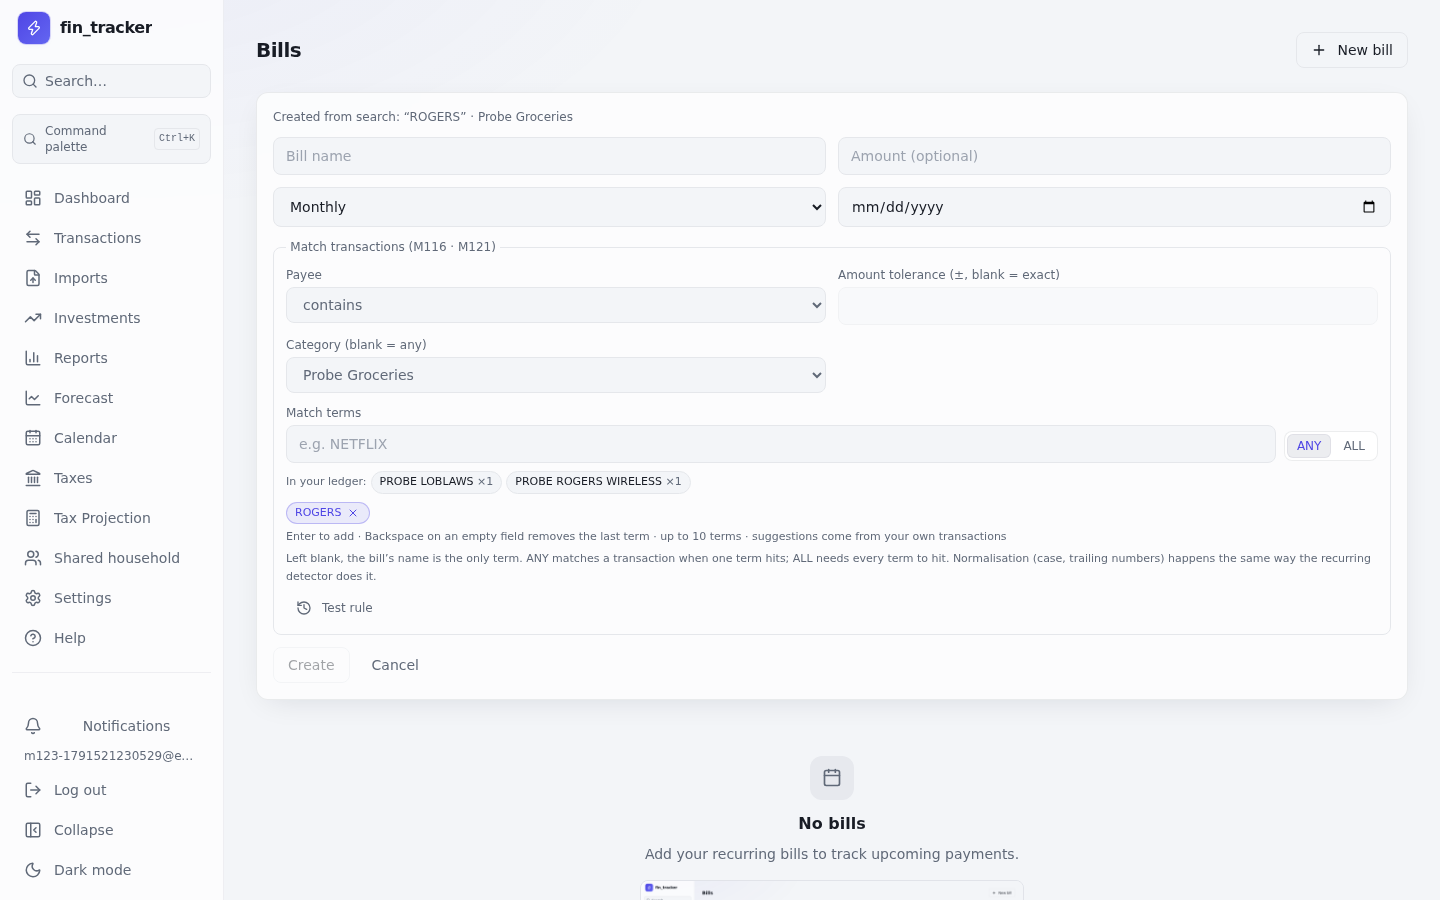 fin_tracker
Search…
Command palette
Ctrl+K
Dashboard
Transactions
Imports
Investments
Reports
Forecast
Calendar
Taxes
Tax Projection
Shared household
Settings
Help
Notifications
m123-1791521230529@e…
Log out
Collapse
Dark mode
Bills
New bill
Created from search: “ROGERS” · Probe Groceries
Bill name
Amount (optional)
Monthly
mm/dd/yyyy
Match transactions (M116 · M121)
Payee
Amount tolerance (±, blank = exact)
contains
Category (blank = any)
Probe Groceries
Match terms
e.g. NETFLIX
ANY
ALL
In your ledger: PROBE LOBLAWS ×1 PROBE ROGERS WIRELESS ×1
ROGERS
Enter to add · Backspace on an empty field removes the last term · up to 10 terms · suggestions come from your own transactions
Left blank, the bill’s name is the only term. ANY matches a transaction when one term hits; ALL needs every term to hit. Normalisation (case, trailing numbers) happens the same way the recurring
detector does it.
Test rule
Create
Cancel
No bills
Add your recurring bills to track upcoming payments.
fin_tracker
Bills